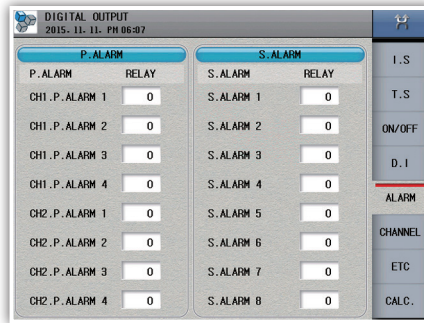 DIGITAL OUTPUT
2015. 11. 11. PM 06:07
P.ALARM
P.ALARM RELAY
CH1.P.ALARM 1 0
CH1.P.ALARM 2 0
CH1.P.ALARM 3 0
CH1.P.ALARM 4 0
CH2.P.ALARM 1 0
CH2.P.ALARM 2 0
CH2.P.ALARM 3 0
CH2.P.ALARM 4 0
S.ALARM
S.ALARM RELAY
S.ALARM 1 0
S.ALARM 2 0
S.ALARM 3 0
S.ALARM 4 0
S.ALARM 5 0
S.ALARM 6 0
S.ALARM 7 0
S.ALARM 8 0
I.S
T.S
ON/OFF
D.I
ALARM
CHANNEL
ETC
CALC.